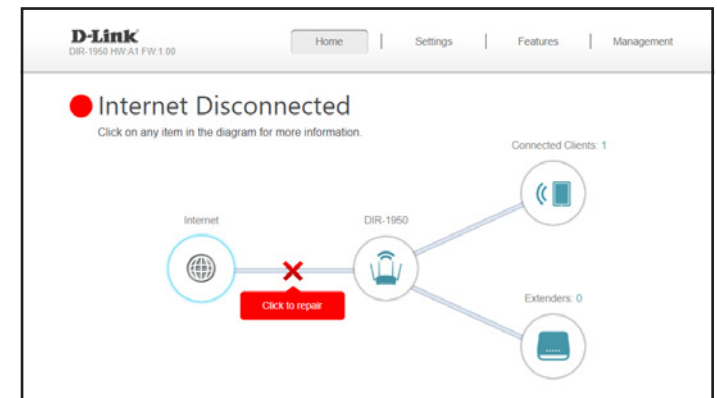 D-Link
DIR-1950 HW:A1 FW:1.00
Home | Settings | Features | Management
Internet Disconnected
Click on any item in the diagram for more information.
Connected Clients: 1
Internet
DIR-1950
Click to repair
Extenders: 0